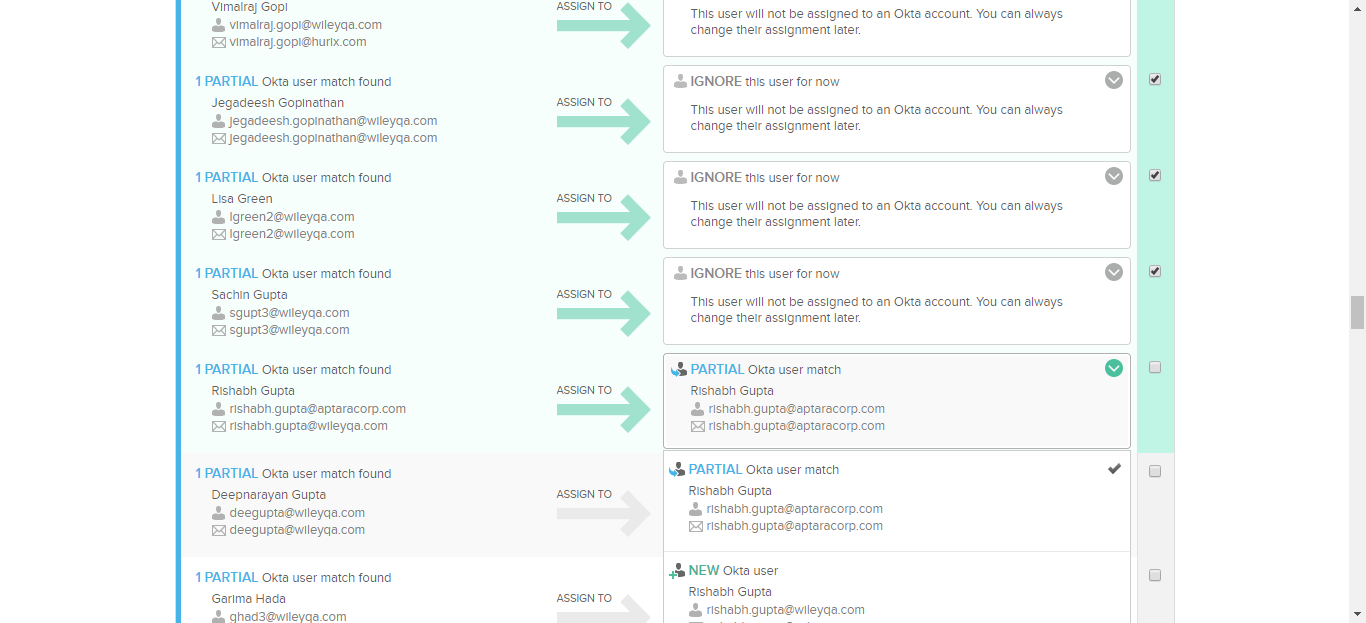 Vimalraj Gopi
ASSIGN TO
vimalraj.gopi@wileyqa.com
vimalraj.gopi@hurix.com
This user will not be assigned to an Okta account. You can always
change their assignment later.
1 PARTIAL Okta user match found
Jegadeesh Gopinathan
jegadeesh.gopinathan@wileyqa.com
jegadeesh.gopinathan@wileyqa.com
ASSIGN TO
IGNORE this user for now
This user will not be assigned to an Okta account. You can always
change their assignment later.
1 PARTIAL Okta user match found
Lisa Green
lgreen2@wileyqa.com
lgreen2@wileyqa.com
ASSIGN TO
IGNORE this user for now
This user will not be assigned to an Okta account. You can always
change their assignment later.
1 PARTIAL Okta user match found
Sachin Gupta
sgupt3@wileyqa.com
sgupt3@wileyqa.com
ASSIGN TO
IGNORE this user for now
This user will not be assigned to an Okta account. You can always
change their assignment later.
1 PARTIAL Okta user match found
Rishabh Gupta
rishabh.gupta@aptaracorp.com
rishabh.gupta@wileyqa.com
ASSIGN TO
PARTIAL Okta user match
Rishabh Gupta
rishabh.gupta@aptaracorp.com
rishabh.gupta@aptaracorp.com
1 PARTIAL Okta user match found
Deepnarayan Gupta
deegupta@wileyqa.com
deegupta@wileyqa.com
ASSIGN TO
PARTIAL Okta user match
Rishabh Gupta
rishabh.gupta@aptaracorp.com
rishabh.gupta@aptaracorp.com
1 PARTIAL Okta user match found
Garima Hada
ghad3@wileyqa.com
ASSIGN TO
NEW Okta user
Rishabh Gupta
rishabh.gupta@wileyqa.com